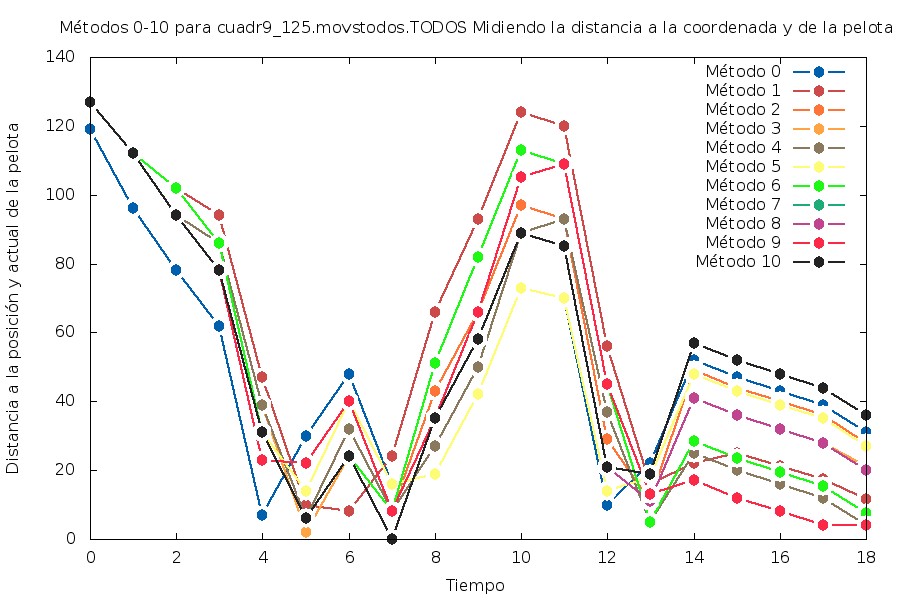 Métodos 0-10 para cuadr9_125.movstodos.TODOS Midiendo la distancia a la coordenada y de la pelota
Distancia a la posición y actual de la pelota
140
120
100
80
60
40
20
0
Método 0
Método 1
Método 2
Método 3
Método 4
Método 5
Método 6
Método 7
Método 8
Método 9
Método 10
0 2 4 6 8 10 12 14 16 18
Tiempo